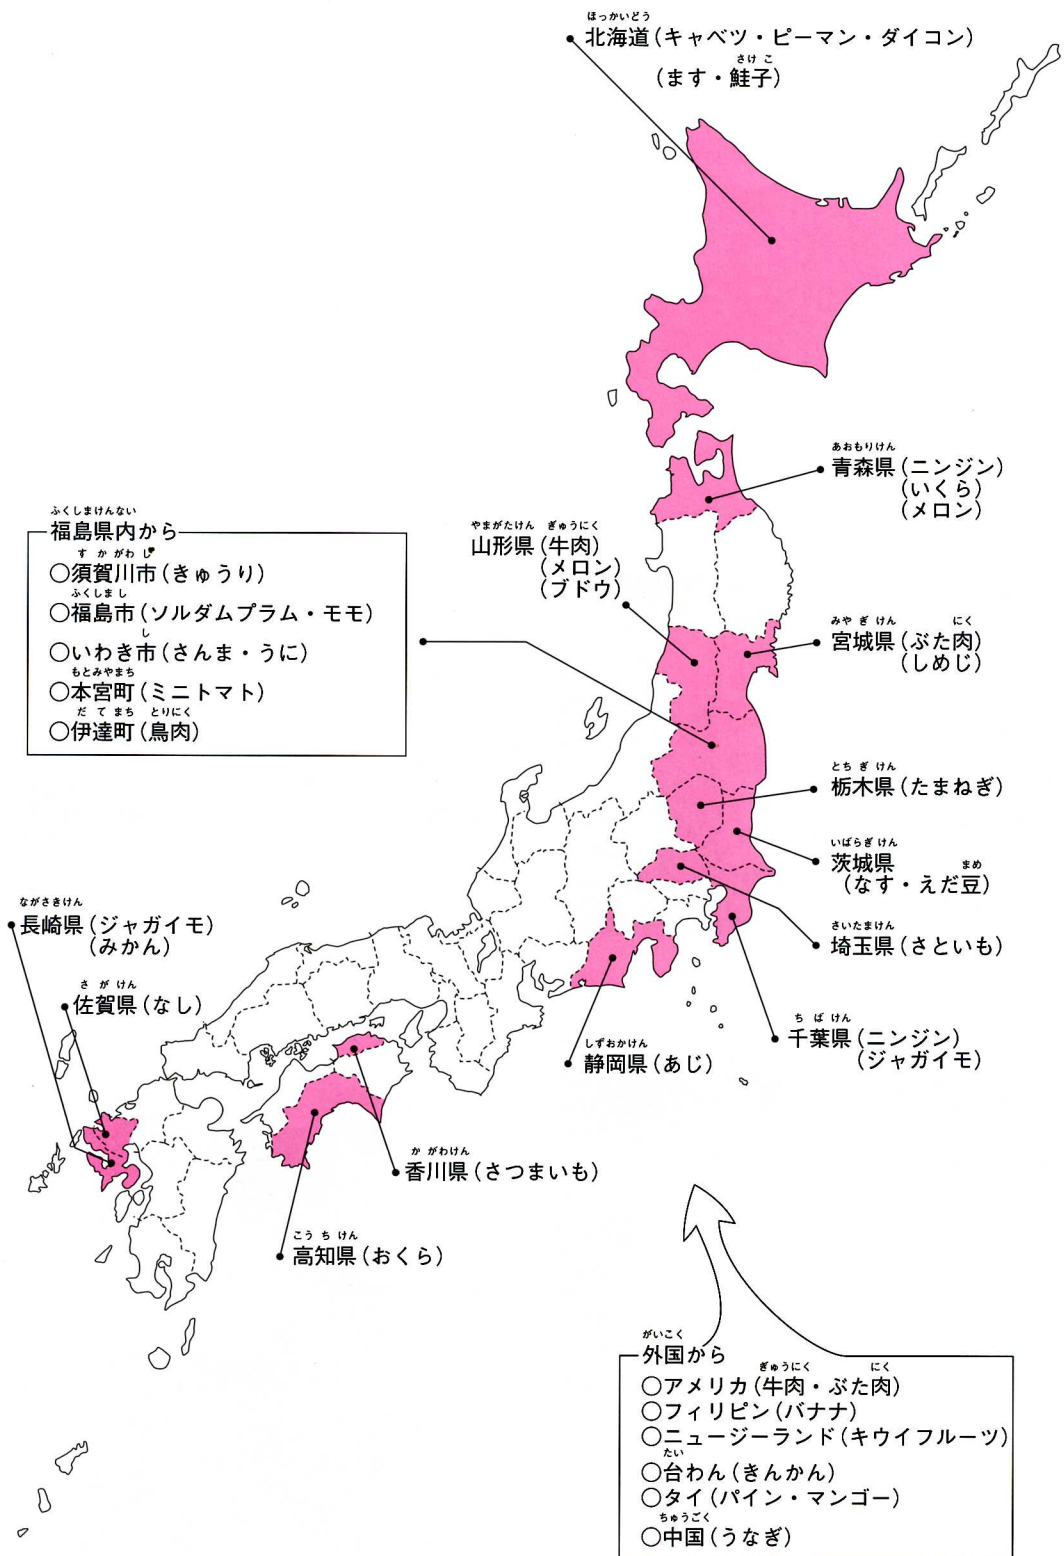 ほっかいどう
北海道(キャベツ・ピーマン・ダイコン)
さけ こ
(ます・鮭子)
あおもりけん
青森県(ニンジン)
(いくら)
(メロン)
やまがたけん ぎゅうにく
山形県(牛肉)
(メロン)
(ブドウ)
ふくしまけんない
福島県内から
すかがわし
○須賀川市(きゅうり)
ふくしまし
○福島市(ソルダムプラム・モモ)
し
○いわき市(さんま・うに)
もとみやまち
○本宮町(ミニトマト)
だてまち とりにく
○伊達町(鳥肉)
みやぎけん にく
宮城県(ぶた肉)
(しめじ)
とちぎけん
栃木県(たまねぎ)
いばらぎけん まめ
茨城県
(なす・えだ豆)
さいたまけん
埼玉県(さといも)
ちばけん
千葉県(ニンジン)
(ジャガイモ)
しずおかけん
静岡県(あじ)
ながさきけん
長崎県(ジャガイモ)
(みかん)
さがけん
佐賀県(なし)
かがわけん
香川県(さつまいも)
こうちけん
高知県(おくら)
がいこく
外国から
ぎゅうにく にく
○アメリカ(牛肉・ぶた肉)
○フィリピン(バナナ)
○ニュージーランド(キウイフルーツ)
たい
○台わん(きんかん)
○タイ(パイン・マンゴー)
ちゅうごく
○中国(うなぎ)